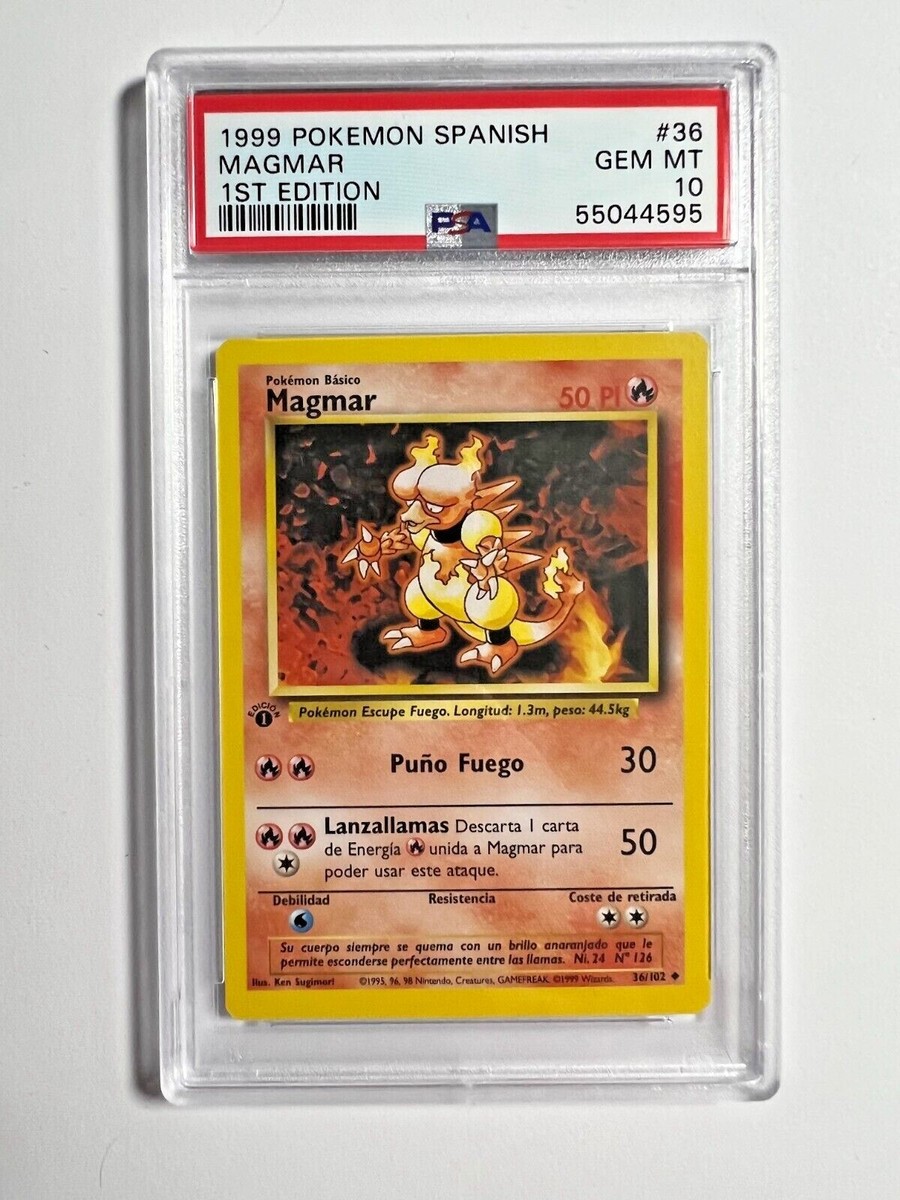 1999 POKEMON SPANISH #36
MAGMAR GEM MT
1ST EDITION 10
55044595
PSA
Pokémon Básico
Magmar 50 PI
EDICIÓN
1
Pokémon Escupe Fuego. Longitud: 1.3m, peso: 44.5kg
Puño Fuego 30
Lanzallamas Descarta 1 carta
de Energía unida a Magmar para
poder usar este ataque.
50
Debilidad Resistencia Coste de retirada
Su cuerpo siempre se quema con un brillo anaranjado que le
permite esconderse perfectamente entre las llamas. Ni. 24 Nº 126
Ilus. Ken Sugimori ©1995, 96, 98 Nintendo, Creatures, GAMEFREAK. ©1999 Wizards. 36/102